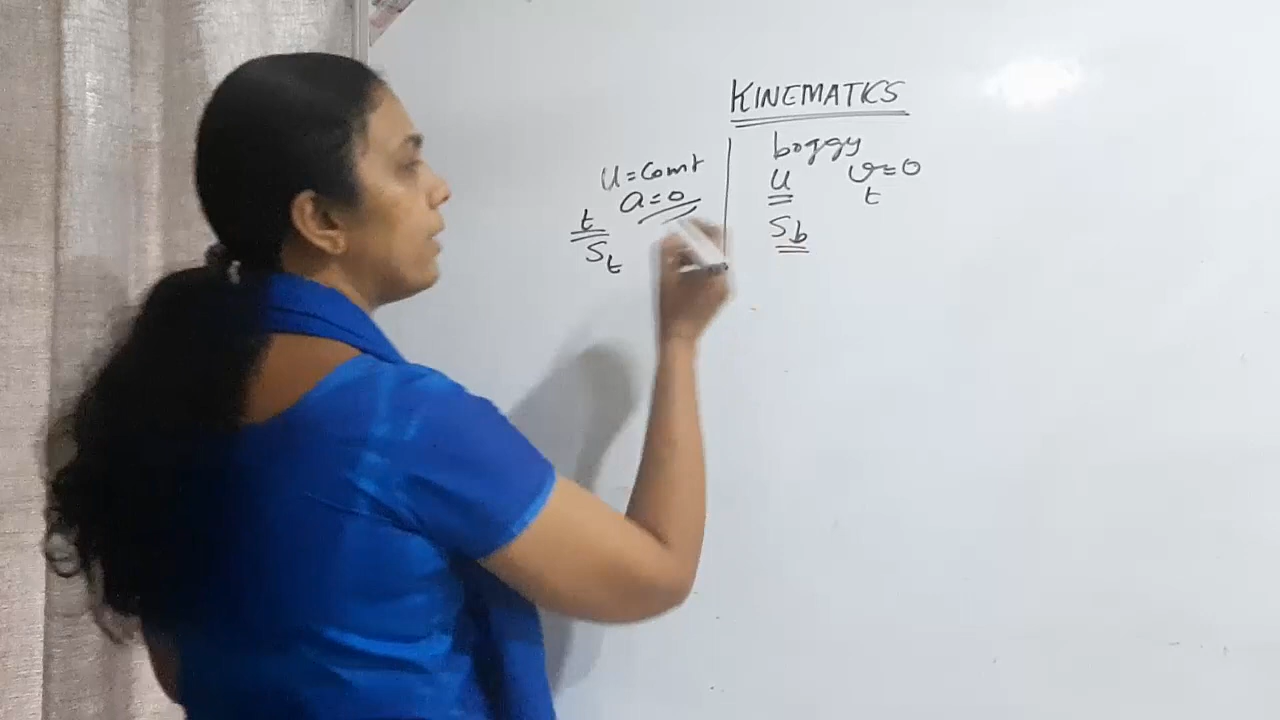 KINEMATICS
u = const
a = 0
t
St
boggy
u v = 0
t
Sb